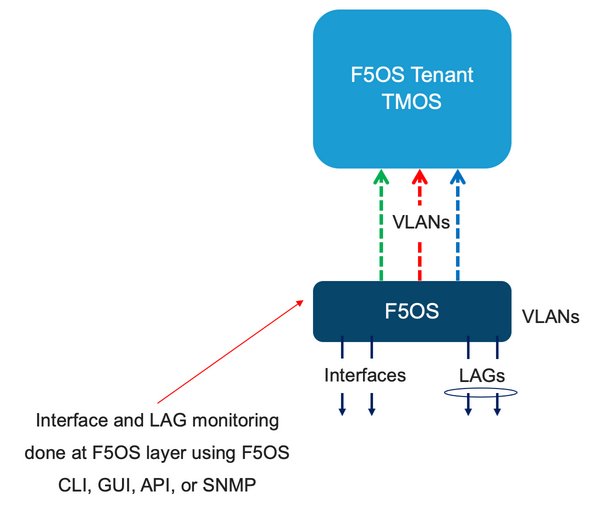 F5OS Tenant
TMOS
VLANs
F5OS
VLANs
Interfaces
LAGs
Interface and LAG monitoring
done at F5OS layer using F5OS
CLI, GUI, API, or SNMP